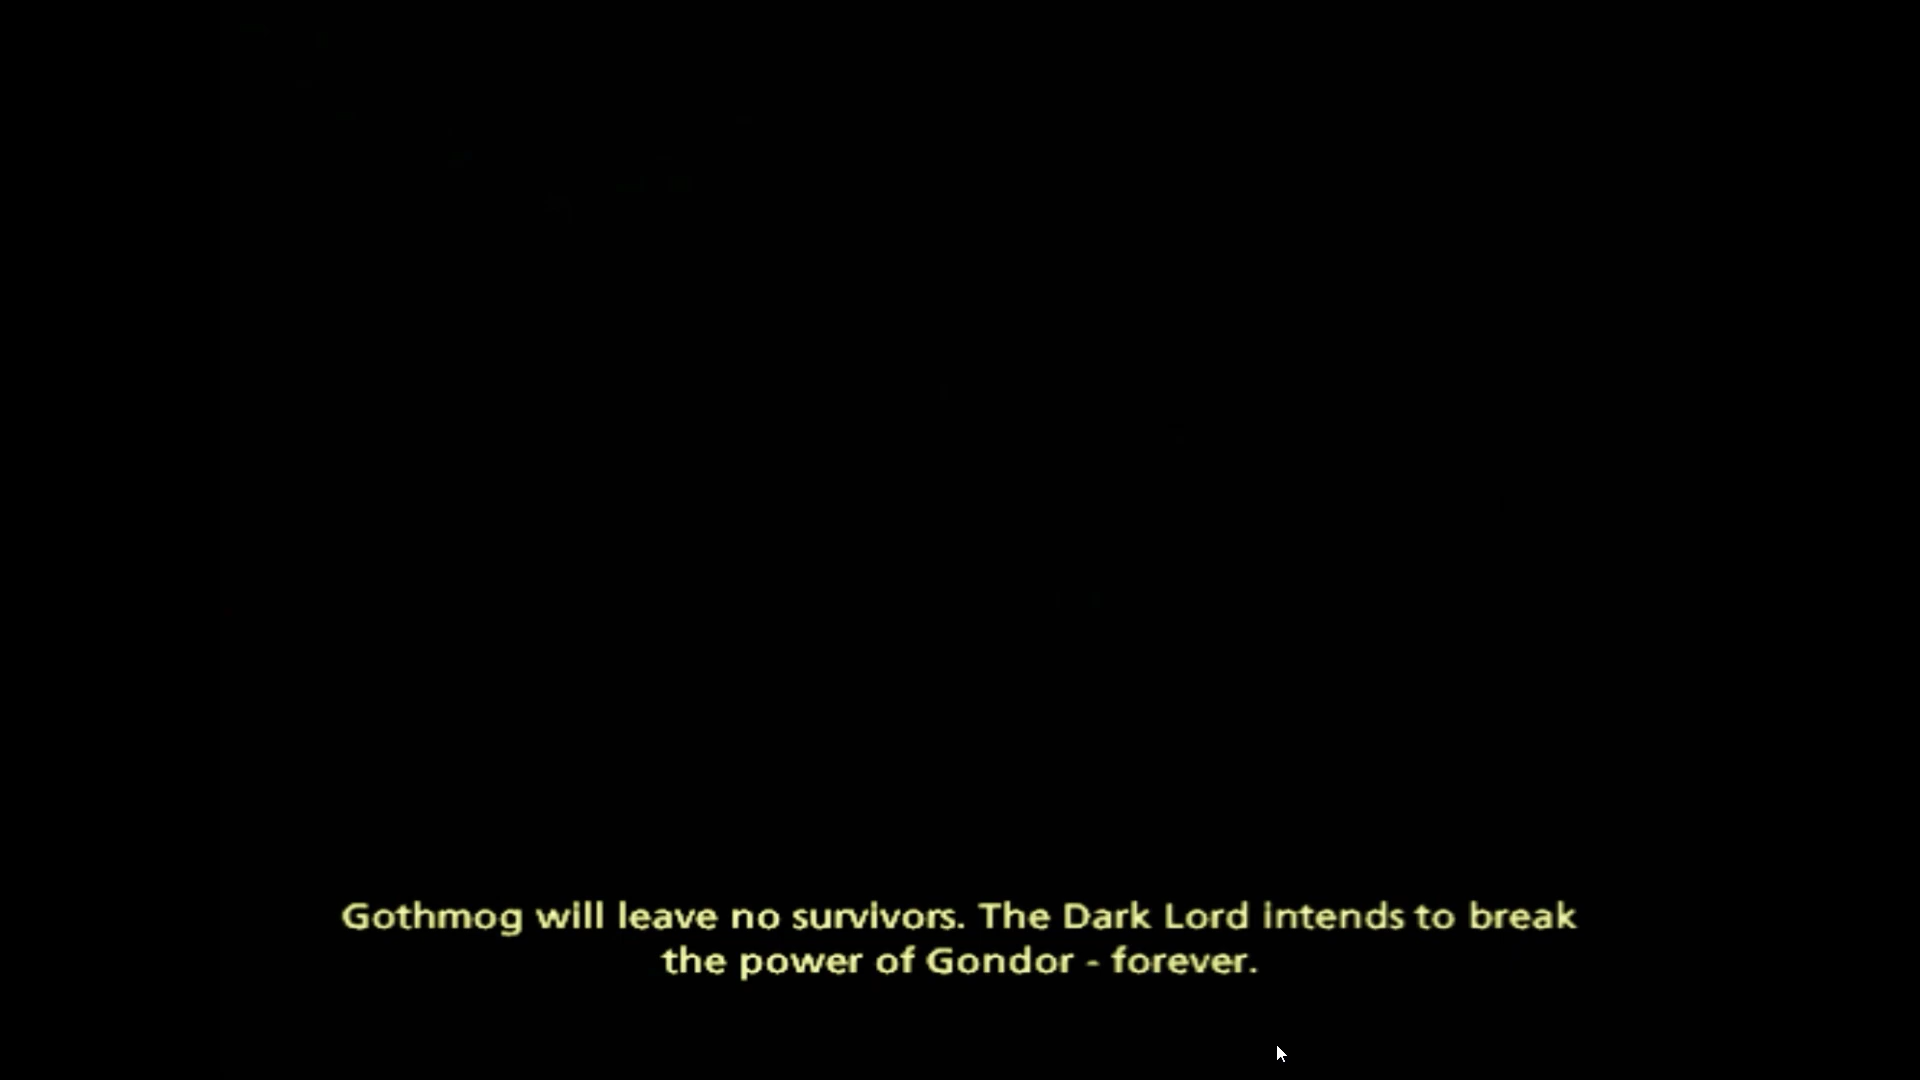 Gothmog will leave no survivors. The Dark Lord intends to break
the power of Gondor - forever.